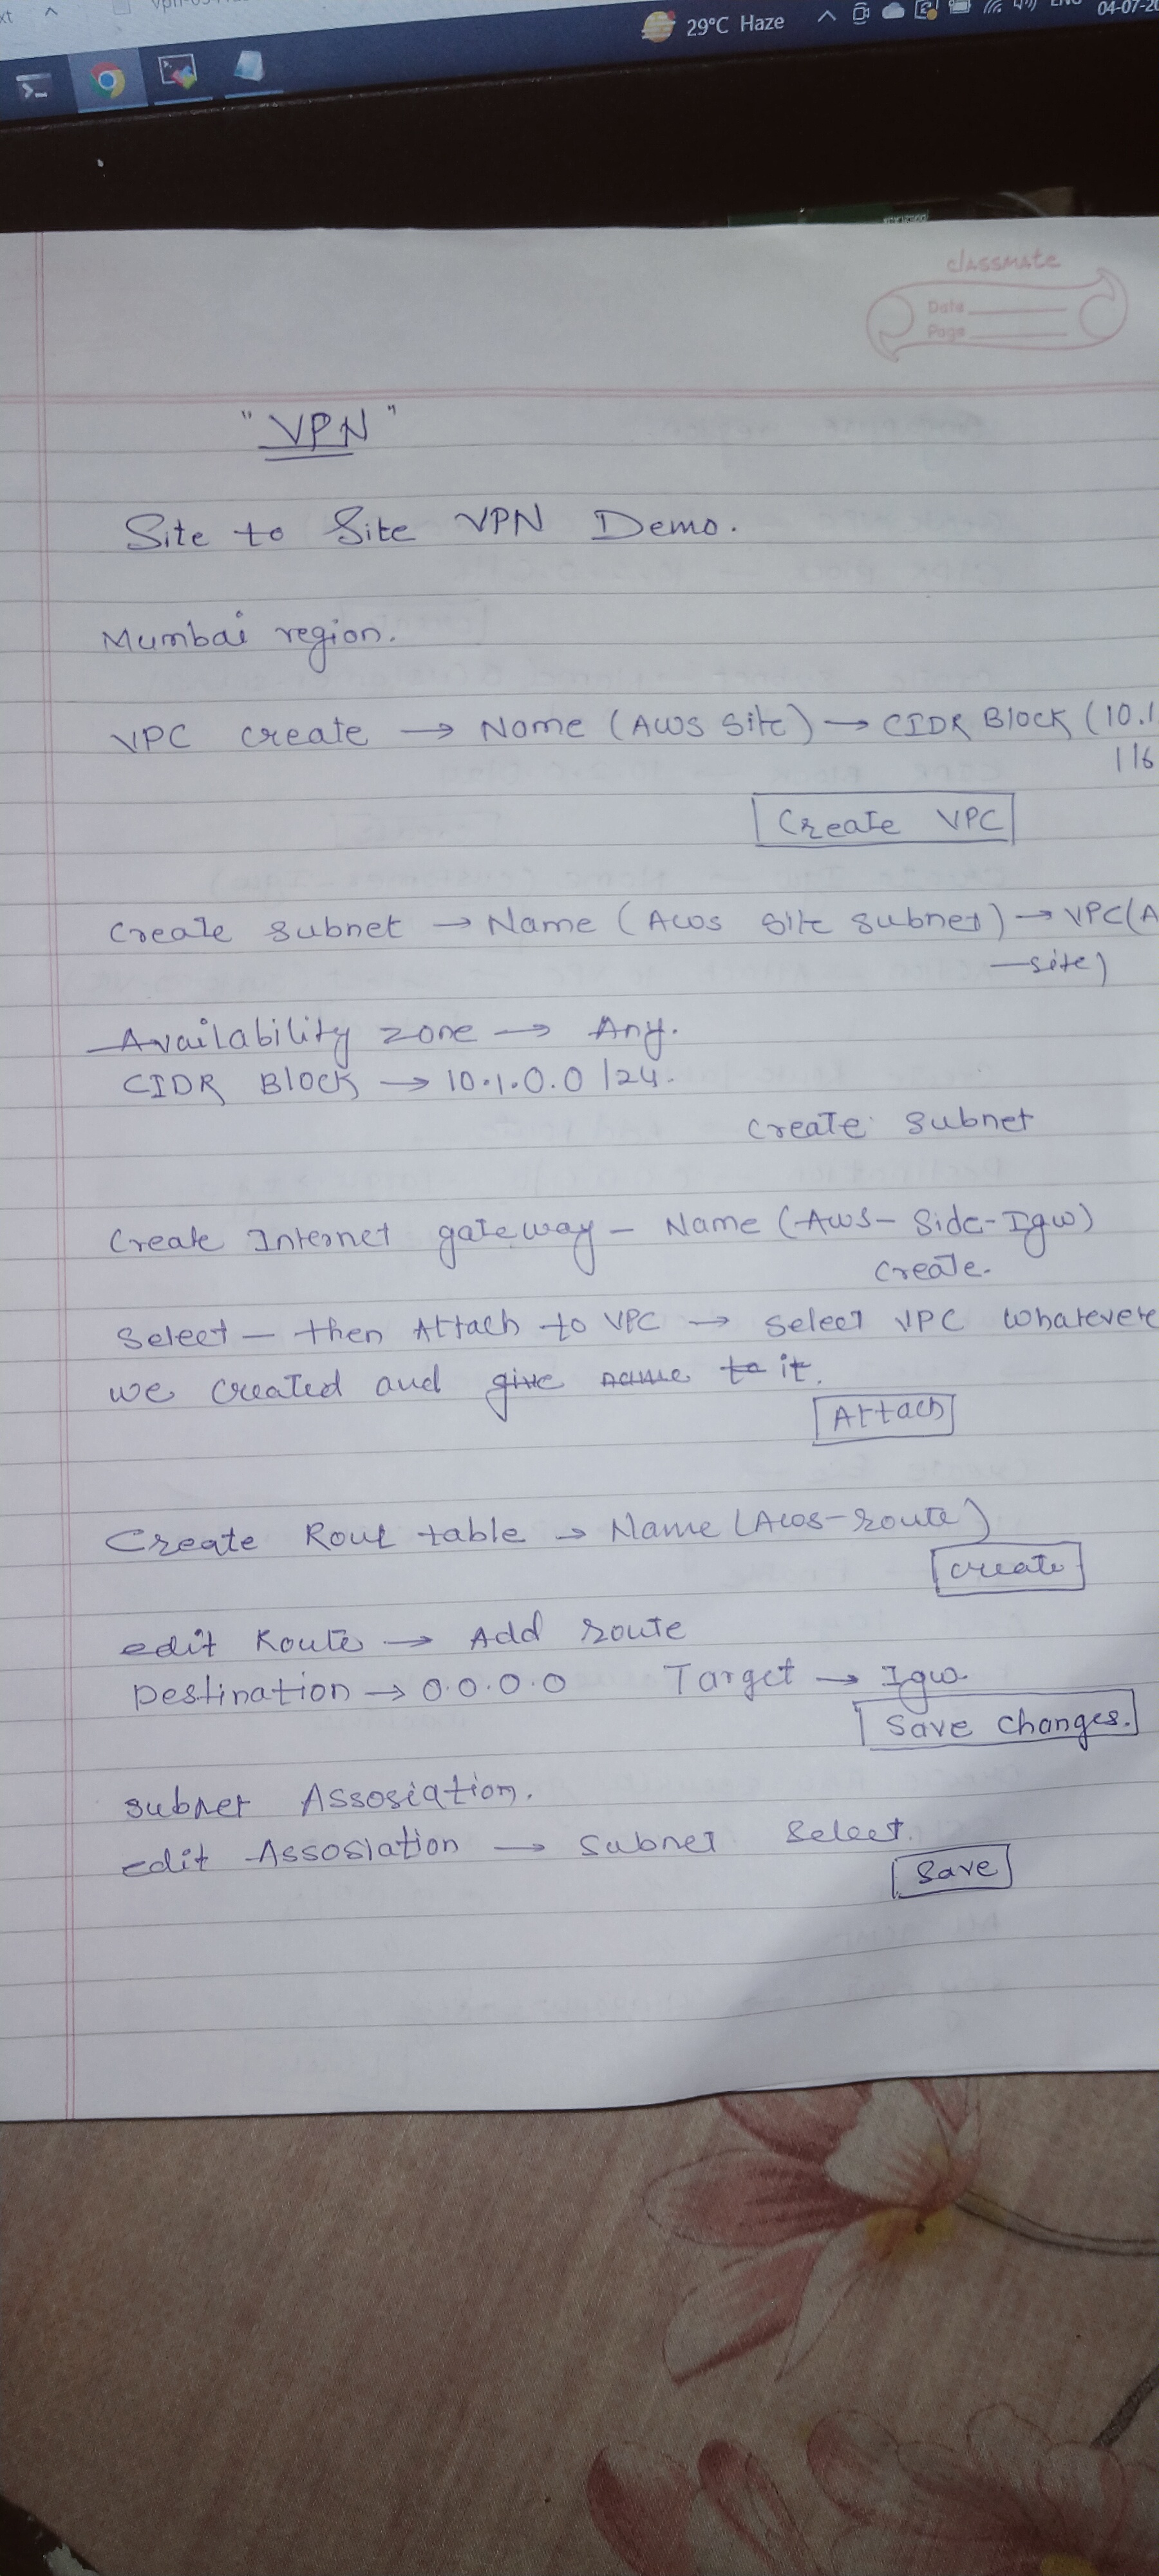 29°C Haze
04-07-20
classmate
Date
Page
"VPN"
Site to Site VPN Demo.
Mumbai region.
VPC create → Name (Aws Site) → CIDR Block (10.1
/16
Create VPC
Create subnet → Name (Aws Site subnet) → VPC(A
-site)
Availability zone → Any.
CIDR Block → 10.1.0.0/24.
Create subnet
Create Internet gateway - Name (Aws-Side-Igw)
Create.
Select - then Attach to VPC → Select VPC whatevere
we created and give name to it.
Attach
Create Rout table → Name (Aws-route)
Create
edit Route → Add route
Destination → 0.0.0.0 Target → Igw.
Save changes.
subnet Assosiation.
edit Assosiation → Subnet Select.
Save